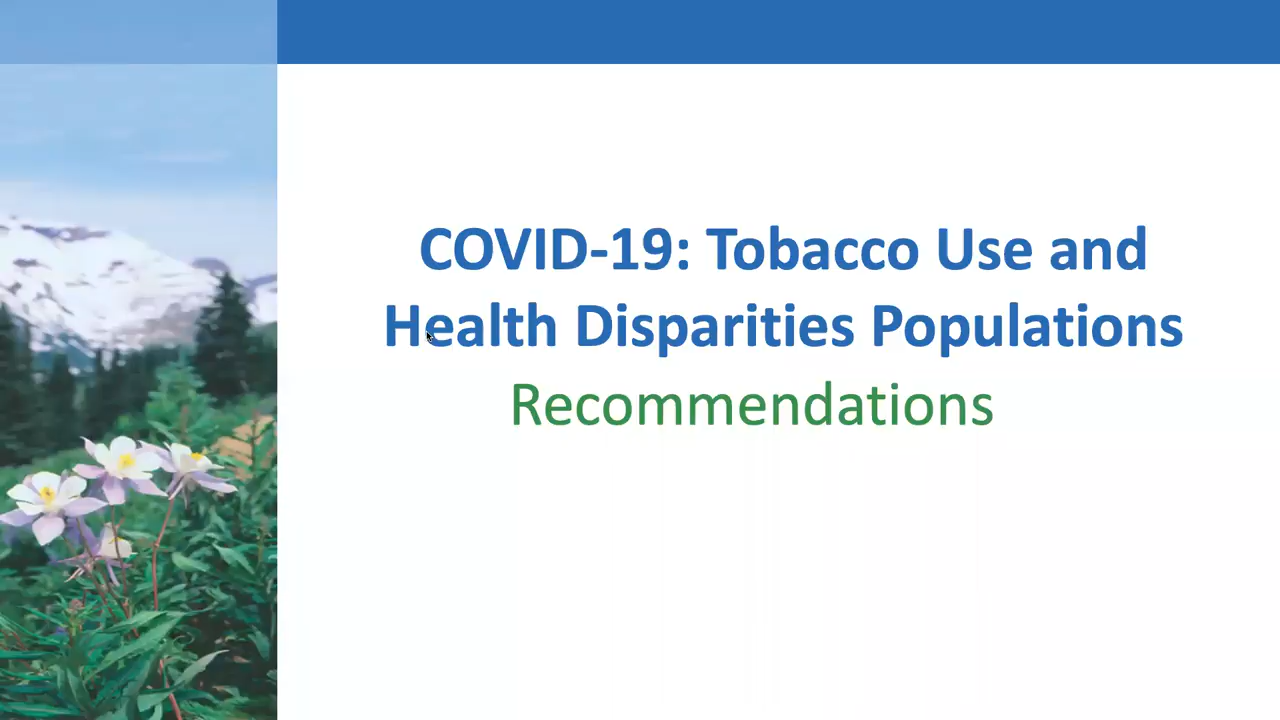 COVID-19: Tobacco Use and
Health Disparities Populations
Recommendations